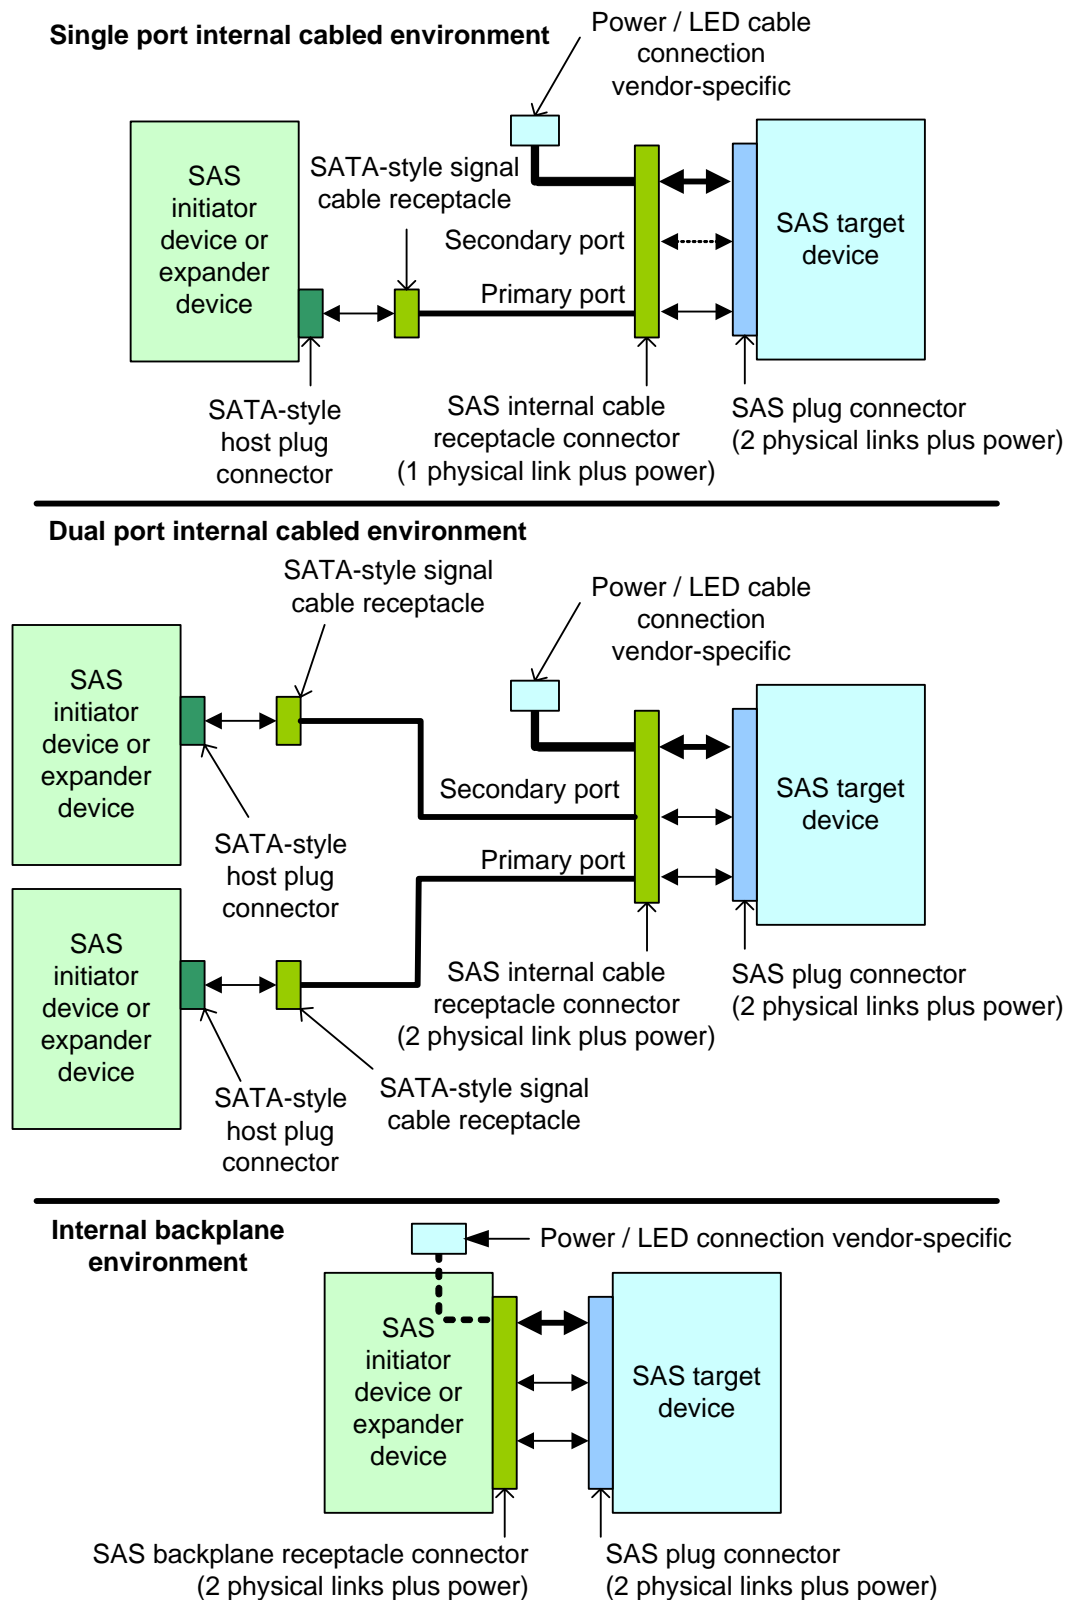 Single port internal cabled environment
Power / LED cable
connection
vendor-specific
SAS
initiator
device or
expander
device
SATA-style signal
cable receptacle
Secondary port
Primary port
SAS target
device
SATA-style
host plug
connector
SAS internal cable
receptacle connector
(1 physical link plus power)
SAS plug connector
(2 physical links plus power)
Dual port internal cabled environment
SATA-style signal
cable receptacle
Power / LED cable
connection
vendor-specific
SAS
initiator
device or
expander
device
Secondary port
Primary port
SAS target
device
SATA-style
host plug
connector
SAS
initiator
device or
expander
device
SAS internal cable
receptacle connector
(2 physical link plus power)
SAS plug connector
(2 physical links plus power)
SATA-style
host plug
connector
SATA-style signal
cable receptacle
Internal backplane
environment
Power / LED connection vendor-specific
SAS
initiator
device or
expander
device
SAS target
device
SAS backplane receptacle connector
(2 physical links plus power)
SAS plug connector
(2 physical links plus power)